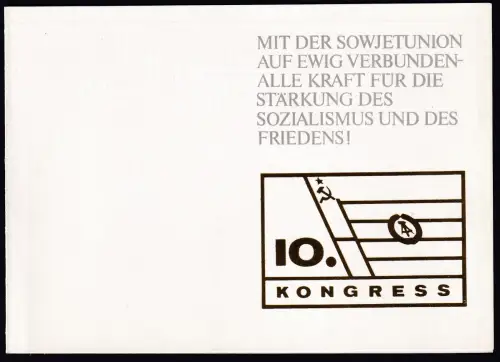 MIT DER SOWJETUNION
AUF EWIG VERBUNDEN-
ALLE KRAFT FÜR DIE
STÄRKUNG DES
SOZIALISMUS UND DES
FRIEDENS!
10.
KONGRESS